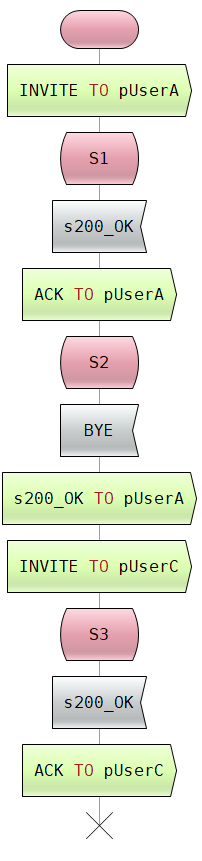 INVITE TO pUserA
S1
s200_OK
ACK TO pUserA
S2
BYE
s200_OK TO pUserA
INVITE TO pUserC
S3
s200_OK
ACK TO pUserC